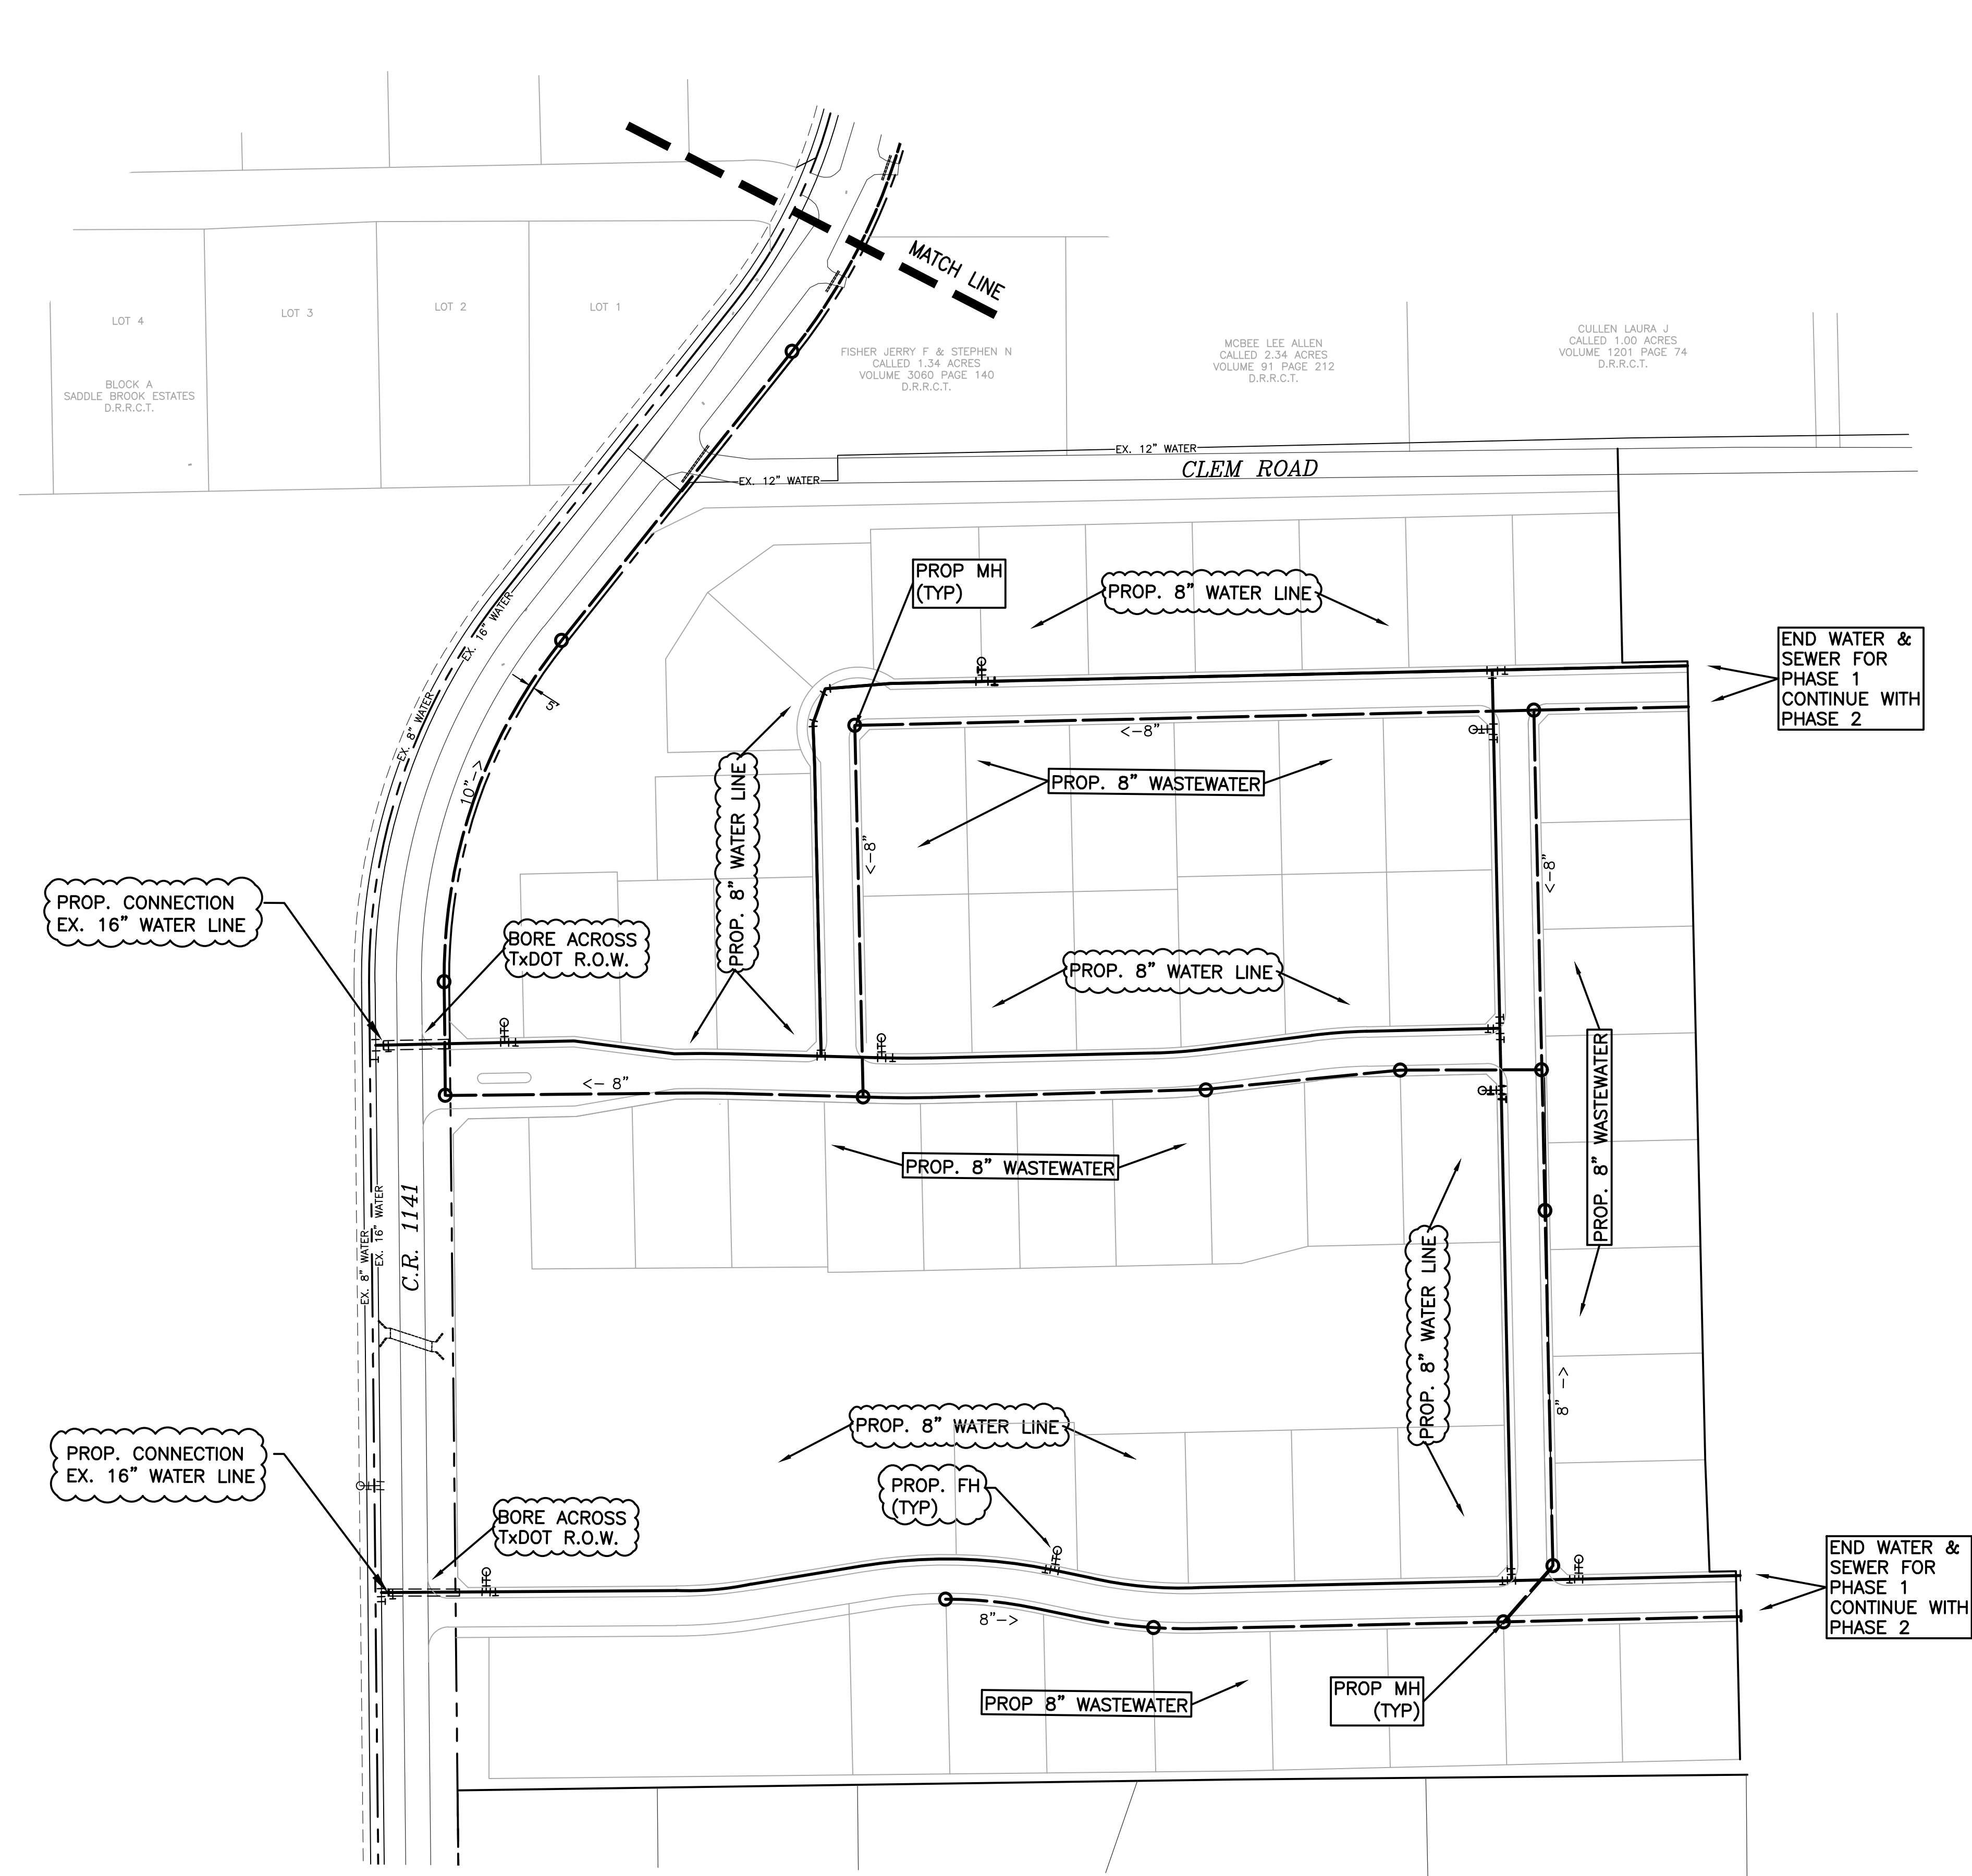 MATCH LINE
LOT 4
LOT 3
LOT 2
LOT 1
BLOCK A
SADDLE BROOK ESTATES
D.R.R.C.T.
FISHER JERRY F & STEPHEN N
CALLED 1.34 ACRES
VOLUME 3060 PAGE 140
D.R.R.C.T.
MCBEE LEE ALLEN
CALLED 2.34 ACRES
VOLUME 91 PAGE 212
D.R.R.C.T.
CULLEN LAURA J
CALLED 1.00 ACRES
VOLUME 1201 PAGE 74
D.R.R.C.T.
EX. 12" WATER
CLEM ROAD
EX. 12" WATER
PROP MH
(TYP)
PROP. 8" WATER LINE
EX. 16" WATER
END WATER &
SEWER FOR
PHASE 1
CONTINUE WITH
PHASE 2
EX. 8" WATER
5'
<-8"
10"->
PROP. 8" WASTEWATER
PROP. 8" WATER LINE
<-8"
<-8"
PROP. CONNECTION
EX. 16" WATER LINE
BORE ACROSS
TxDOT R.O.W.
PROP. 8" WATER LINE
<- 8"
PROP. 8" WASTEWATER
PROP. 8" WASTEWATER
EX. 8" WATER
EX. 16" WATER
C.R. 1141
PROP. 8" WATER LINE
8" ->
PROP. 8" WATER LINE
PROP. CONNECTION
EX. 16" WATER LINE
PROP. FH
(TYP)
BORE ACROSS
TxDOT R.O.W.
END WATER &
SEWER FOR
PHASE 1
CONTINUE WITH
PHASE 2
8"->
PROP 8" WASTEWATER
PROP MH
(TYP)